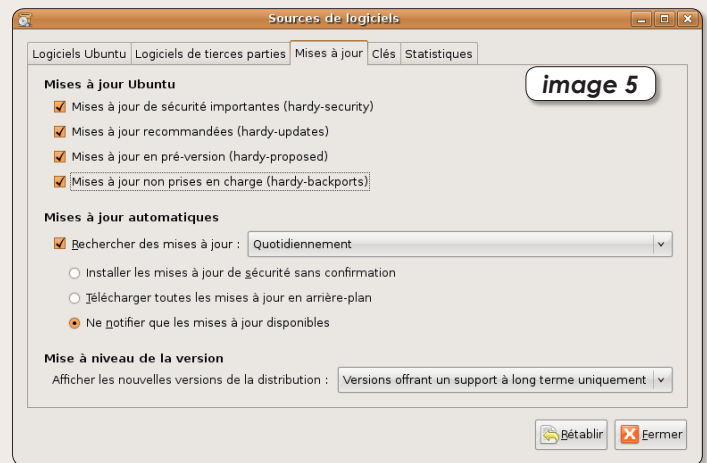 Sources de logiciels
Logiciels Ubuntu Logiciels de tierces parties Mises à jour Clés Statistiques
image 5
Mises à jour Ubuntu
Mises à jour de sécurité importantes (hardy-security)
Mises à jour recommandées (hardy-updates)
Mises à jour en pré-version (hardy-proposed)
Mises à jour non prises en charge (hardy-backports)
Mises à jour automatiques
Rechercher des mises à jour : Quotidiennement
Installer les mises à jour de sécurité sans confirmation
Télécharger toutes les mises à jour en arrière-plan
Ne notifier que les mises à jour disponibles
Mise à niveau de la version
Afficher les nouvelles versions de la distribution : Versions offrant un support à long terme uniquement
Rétablir Fermer